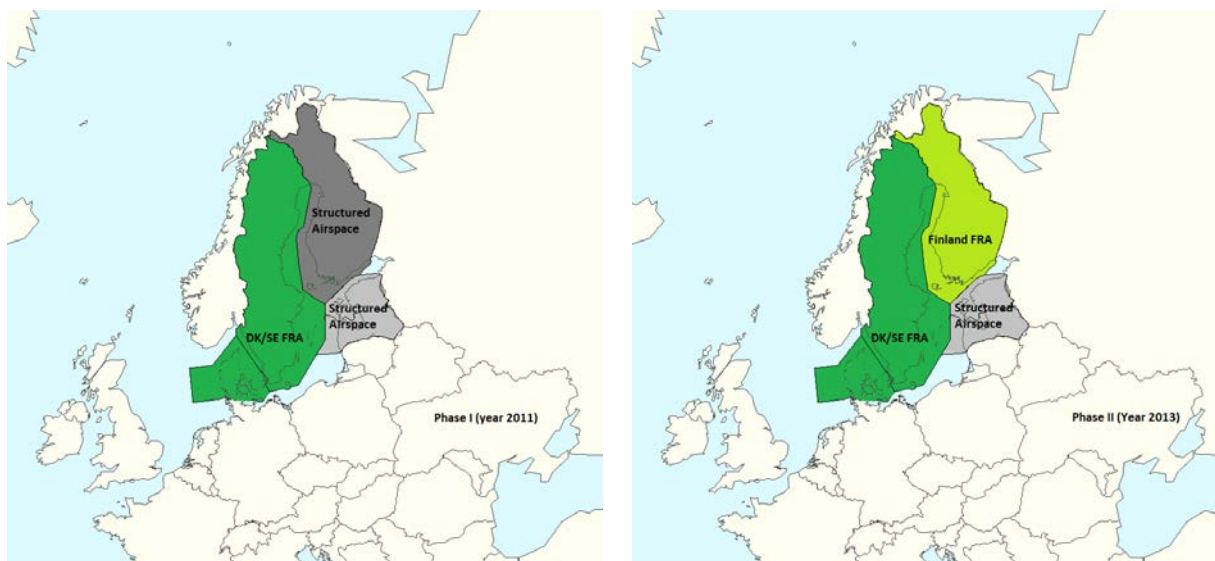 Structured
Airspace
Structured
Airspace
DK/SE FRA
Phase I (year 2011)
Finland FRA
Structured
Airspace
DK/SE FRA
Phase II (Year 2013)